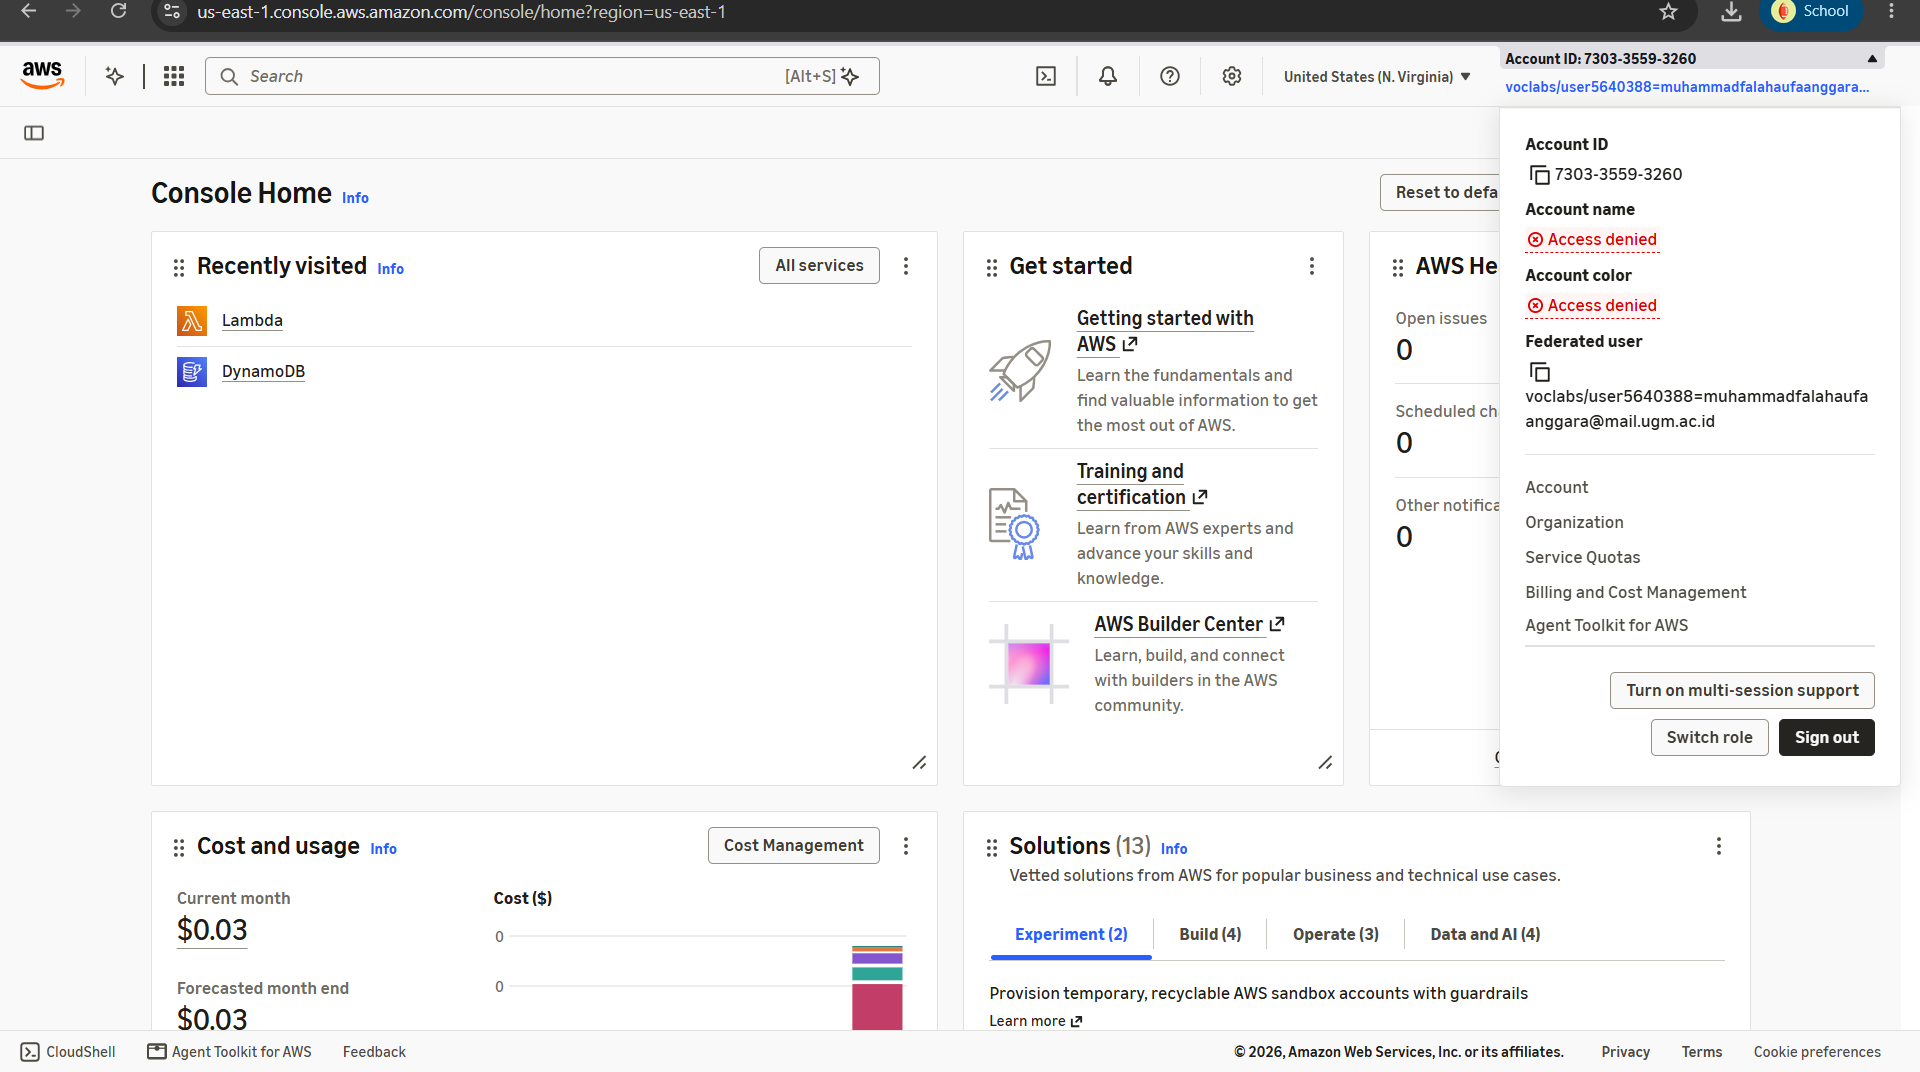 us-east-1.console.aws.amazon.com/console/home?region=us-east-1
School
aws
Search
[Alt+S]
United States (N. Virginia)
Account ID: 7303-3559-3260
voclabs/user5640388=muhammadfalahaufaanggara...
Console Home
Info
Reset to defa
Recently visited
Info
All services
Lambda
DynamoDB
Get started
Getting started with
AWS
Learn the fundamentals and
find valuable information to get
the most out of AWS.
Training and
certification
Learn from AWS experts and
advance your skills and
knowledge.
AWS Builder Center
Learn, build, and connect
with builders in the AWS
community.
AWS He
Open issues
0
Scheduled ch
0
Other notifica
0
Account ID
7303-3559-3260
Account name
Access denied
Account color
Access denied
Federated user
voclabs/user5640388=muhammadfalahaufa
anggara@mail.ugm.ac.id
Account
Organization
Service Quotas
Billing and Cost Management
Agent Toolkit for AWS
Turn on multi-session support
Switch role
Sign out
Cost and usage
Info
Cost Management
Current month
$0.03
Forecasted month end
$0.03
Cost ($)
0
0
Solutions (13)
Info
Vetted solutions from AWS for popular business and technical use cases.
Experiment (2)
Build (4)
Operate (3)
Data and AI (4)
Provision temporary, recyclable AWS sandbox accounts with guardrails
Learn more
CloudShell
Agent Toolkit for AWS
Feedback
© 2026, Amazon Web Services, Inc. or its affiliates.
Privacy
Terms
Cookie preferences